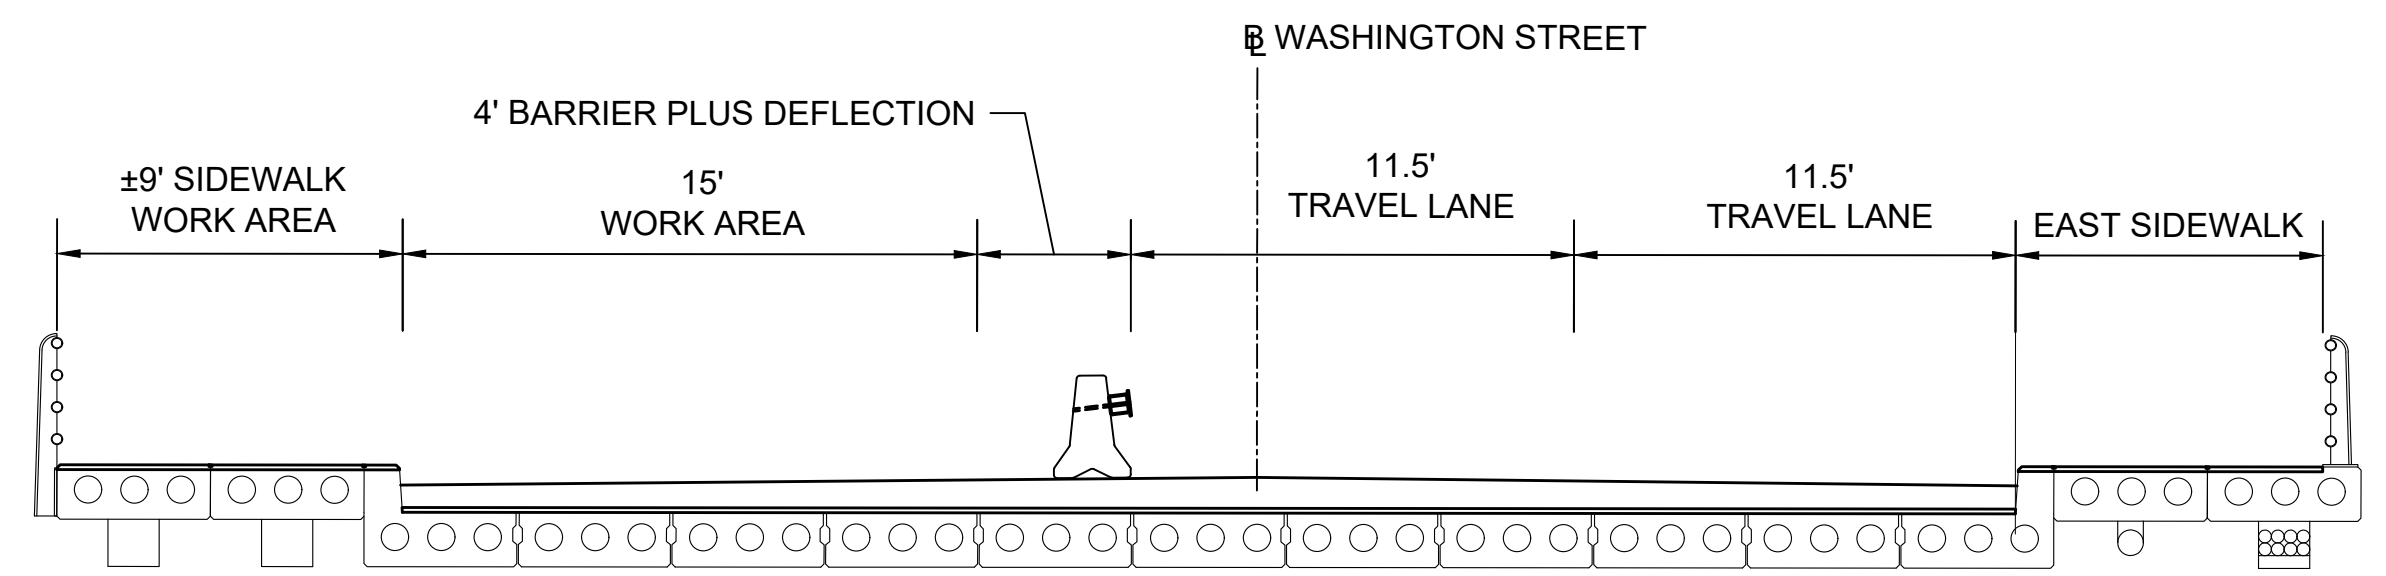 ℄ WASHINGTON STREET
4' BARRIER PLUS DEFLECTION
±9' SIDEWALK
WORK AREA
15'
WORK AREA
11.5'
TRAVEL LANE
11.5'
TRAVEL LANE
EAST SIDEWALK